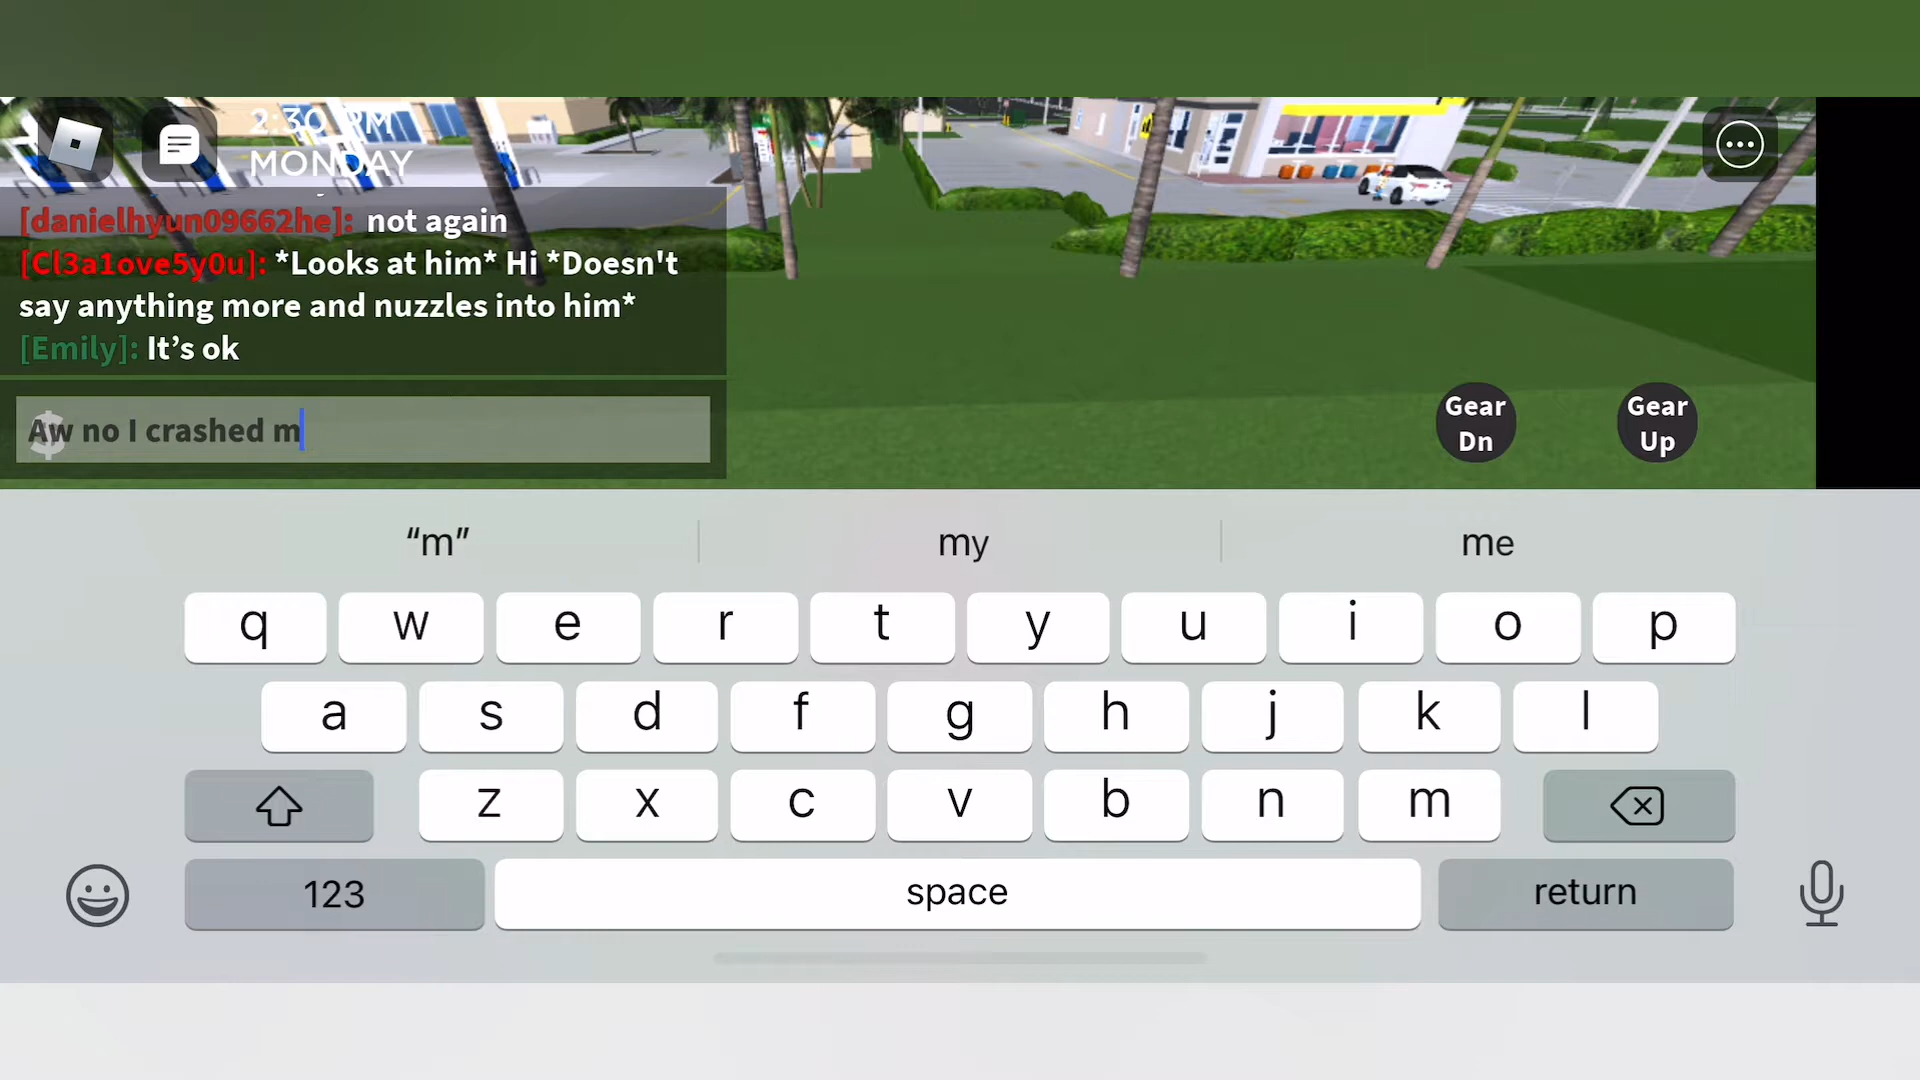 2:30 PM
MONDAY
[danielhyun09662he]: not again
[Cl3a1ove5y0u]: *Looks at him* Hi *Doesn't
say anything more and nuzzles into him*
[Emily]: It’s ok
Aw no I crashed m
Gear Dn
Gear Up
“m” my me
q w e r t y u i o p
a s d f g h j k l
z x c v b n m
123 space return